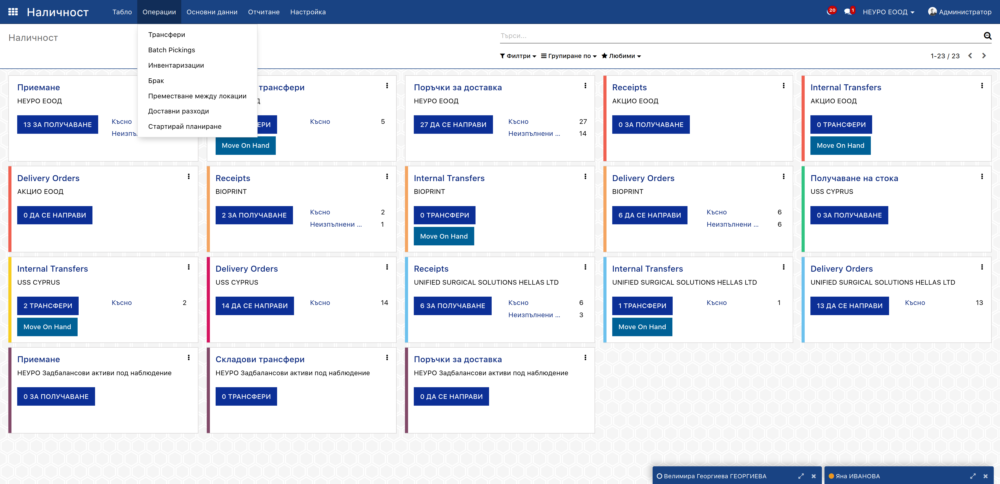 Наличност
Табло
Операции
Основни данни
Отчитане
Настройка
20
1
НЕУРО ЕООД
Администратор
Наличност
Търси...
Филтри
Групиране по
Любими
1-23 / 23
Трансфери
Batch Pickings
Инвентаризации
Брак
Преместване между локации
Доставни разходи
Стартирай планиране
Приемане
НЕУРО ЕООД
13 ЗА ПОЛУЧАВАНЕ
Късно
трансфери
Късно 5
Move On Hand
Поръчки за доставка
НЕУРО ЕООД
27 ДА СЕ НАПРАВИ
Късно 27
Неизпълнени ... 14
Receipts
АКЦИО ЕООД
0 ЗА ПОЛУЧАВАНЕ
Internal Transfers
АКЦИО ЕООД
0 ТРАНСФЕРИ
Move On Hand
Delivery Orders
АКЦИО ЕООД
0 ДА СЕ НАПРАВИ
Receipts
BIOPRINT
2 ЗА ПОЛУЧАВАНЕ
Късно 2
Неизпълнени ... 1
Internal Transfers
BIOPRINT
0 ТРАНСФЕРИ
Move On Hand
Delivery Orders
BIOPRINT
6 ДА СЕ НАПРАВИ
Късно 6
Неизпълнени ... 6
Получаване на стока
USS CYPRUS
0 ЗА ПОЛУЧАВАНЕ
Internal Transfers
USS CYPRUS
2 ТРАНСФЕРИ
Късно 2
Move On Hand
Delivery Orders
USS CYPRUS
14 ДА СЕ НАПРАВИ
Късно 14
Receipts
UNIFIED SURGICAL SOLUTIONS HELLAS LTD
6 ЗА ПОЛУЧАВАНЕ
Късно 6
Неизпълнени ... 3
Internal Transfers
UNIFIED SURGICAL SOLUTIONS HELLAS LTD
1 ТРАНСФЕРИ
Късно 1
Move On Hand
Delivery Orders
UNIFIED SURGICAL SOLUTIONS HELLAS LTD
13 ДА СЕ НАПРАВИ
Късно 13
Приемане
НЕУРО Задбалансови активи под наблюдение
0 ЗА ПОЛУЧАВАНЕ
Складови трансфери
НЕУРО Задбалансови активи под наблюдение
0 ТРАНСФЕРИ
Поръчки за доставка
НЕУРО Задбалансови активи под наблюдение
0 ДА СЕ НАПРАВИ
Велимира Георгиева ГЕОРГИЕВА
Яна ИВАНОВА